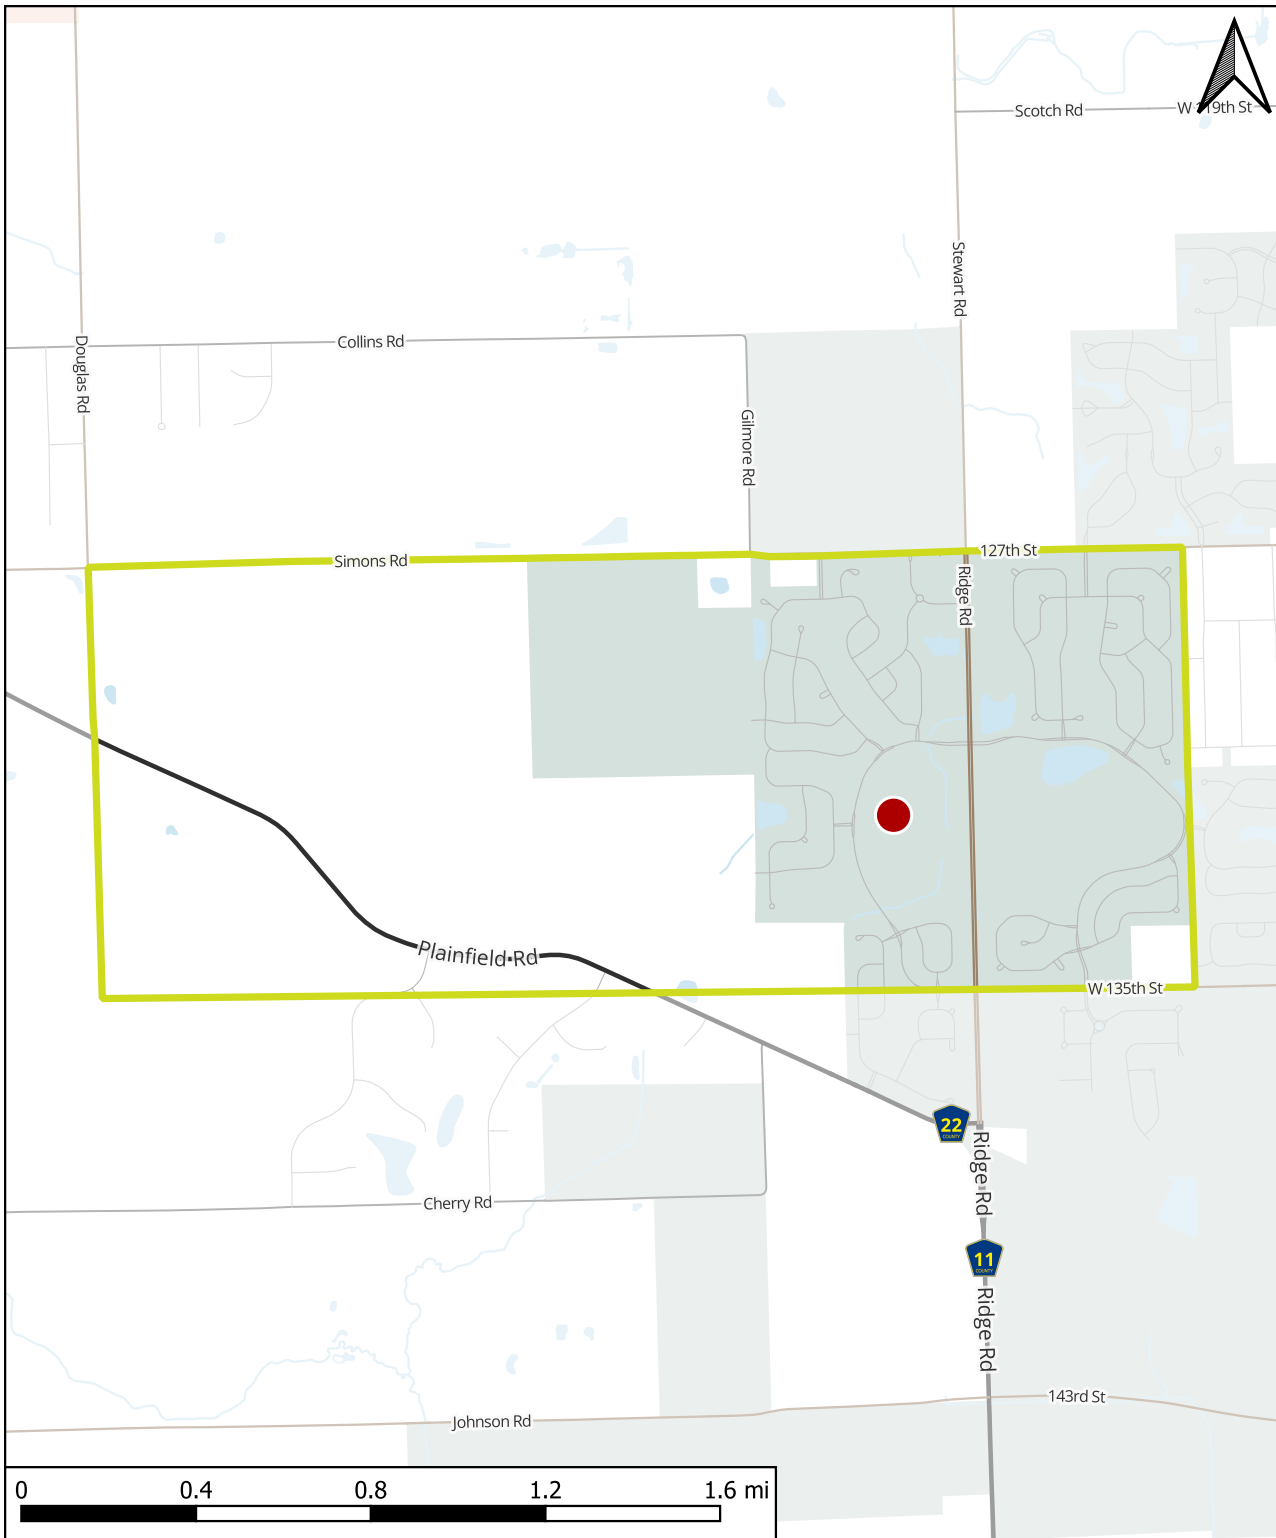 Scotch Rd
W 119th St
Stewart Rd
Douglas Rd
Collins Rd
Gilmore Rd
Simons Rd
127th St
Ridge Rd
Plainfield Rd
W 135th St
22
COUNTY
Ridge Rd
Cherry Rd
11
COUNTY
Ridge Rd
143rd St
Johnson Rd
0 0.4 0.8 1.2 1.6 mi